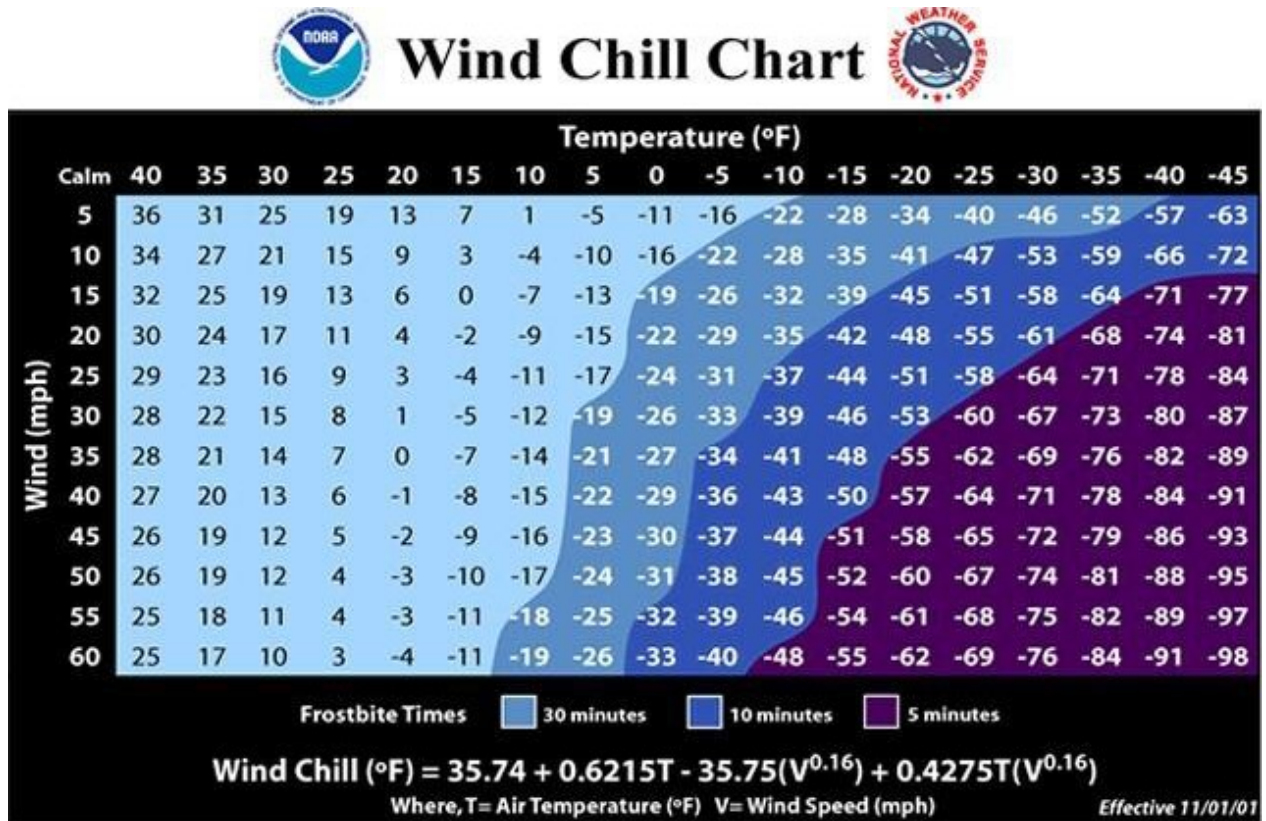 NOAA
Wind Chill Chart
NATIONAL WEATHER SERVICE
Temperature (ºF)
Calm 40 35 30 25 20 15 10 5 0 -5 -10 -15 -20 -25 -30 -35 -40 -45
Wind (mph)
5 36 31 25 19 13 7 1 -5 -11 -16 -22 -28 -34 -40 -46 -52 -57 -63
10 34 27 21 15 9 3 -4 -10 -16 -22 -28 -35 -41 -47 -53 -59 -66 -72
15 32 25 19 13 6 0 -7 -13 -19 -26 -32 -39 -45 -51 -58 -64 -71 -77
20 30 24 17 11 4 -2 -9 -15 -22 -29 -35 -42 -48 -55 -61 -68 -74 -81
25 29 23 16 9 3 -4 -11 -17 -24 -31 -37 -44 -51 -58 -64 -71 -78 -84
30 28 22 15 8 1 -5 -12 -19 -26 -33 -39 -46 -53 -60 -67 -73 -80 -87
35 28 21 14 7 0 -7 -14 -21 -27 -34 -41 -48 -55 -62 -69 -76 -82 -89
40 27 20 13 6 -1 -8 -15 -22 -29 -36 -43 -50 -57 -64 -71 -78 -84 -91
45 26 19 12 5 -2 -9 -16 -23 -30 -37 -44 -51 -58 -65 -72 -79 -86 -93
50 26 19 12 4 -3 -10 -17 -24 -31 -38 -45 -52 -60 -67 -74 -81 -88 -95
55 25 18 11 4 -3 -11 -18 -25 -32 -39 -46 -54 -61 -68 -75 -82 -89 -97
60 25 17 10 3 -4 -11 -19 -26 -33 -40 -48 -55 -62 -69 -76 -84 -91 -98
Frostbite Times 30 minutes 10 minutes 5 minutes
Wind Chill (ºF) = 35.74 + 0.6215T - 35.75(V^0.16) + 0.4275T(V^0.16)
Where, T= Air Temperature (ºF) V= Wind Speed (mph) Effective 11/01/01